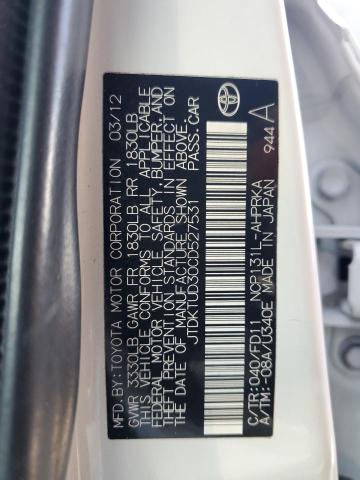 MFD.BY:TOYOTA MOTOR CORPORATION 03/12
GVWR 3330LB GAWR FR 1830LB RR 1830LB
THIS VEHICLE CONFORMS TO ALL APPLICABLE
FEDERAL MOTOR VEHICLE SAFETY, BUMPER,AND
THEFT PREVENTION STANDARDS IN EFFECT ON
THE DATE OF MANUFACTURE SHOWN ABOVE.
JTDKTUD30CD527531 PASS.CAR
C/TR:040/FD11 NCP131L-AHPRKA
A/TM:-08A/U340E MADE IN JAPAN
944 A